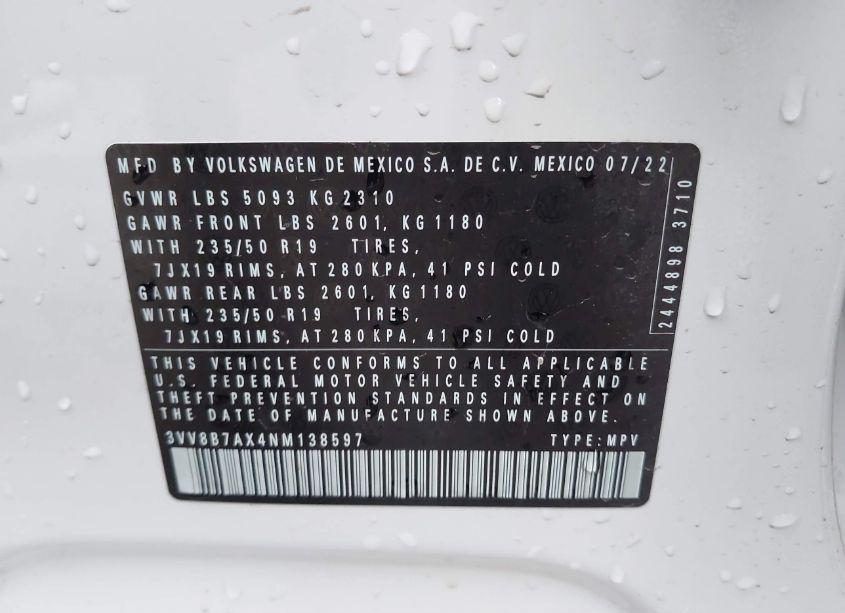 MFD BY VOLKSWAGEN DE MEXICO S.A. DE C.V. MEXICO 07/22
GVWR LBS 5093 KG 2310
GAWR FRONT LBS 2601, KG 1180
WITH 235/50 R19 TIRES,
7JX19 RIMS, AT 280 KPA, 41 PSI COLD
GAWR REAR LBS 2601, KG 1180
WITH 235/50 R19 TIRES,
7JX19 RIMS, AT 280 KPA, 41 PSI COLD
2444898 3710
THIS VEHICLE CONFORMS TO ALL APPLICABLE
U.S. FEDERAL MOTOR VEHICLE SAFETY AND
THEFT PREVENTION STANDARDS IN EFFECT ON
THE DATE OF MANUFACTURE SHOWN ABOVE.
3VV8B7AX4NM138597 TYPE: MPV